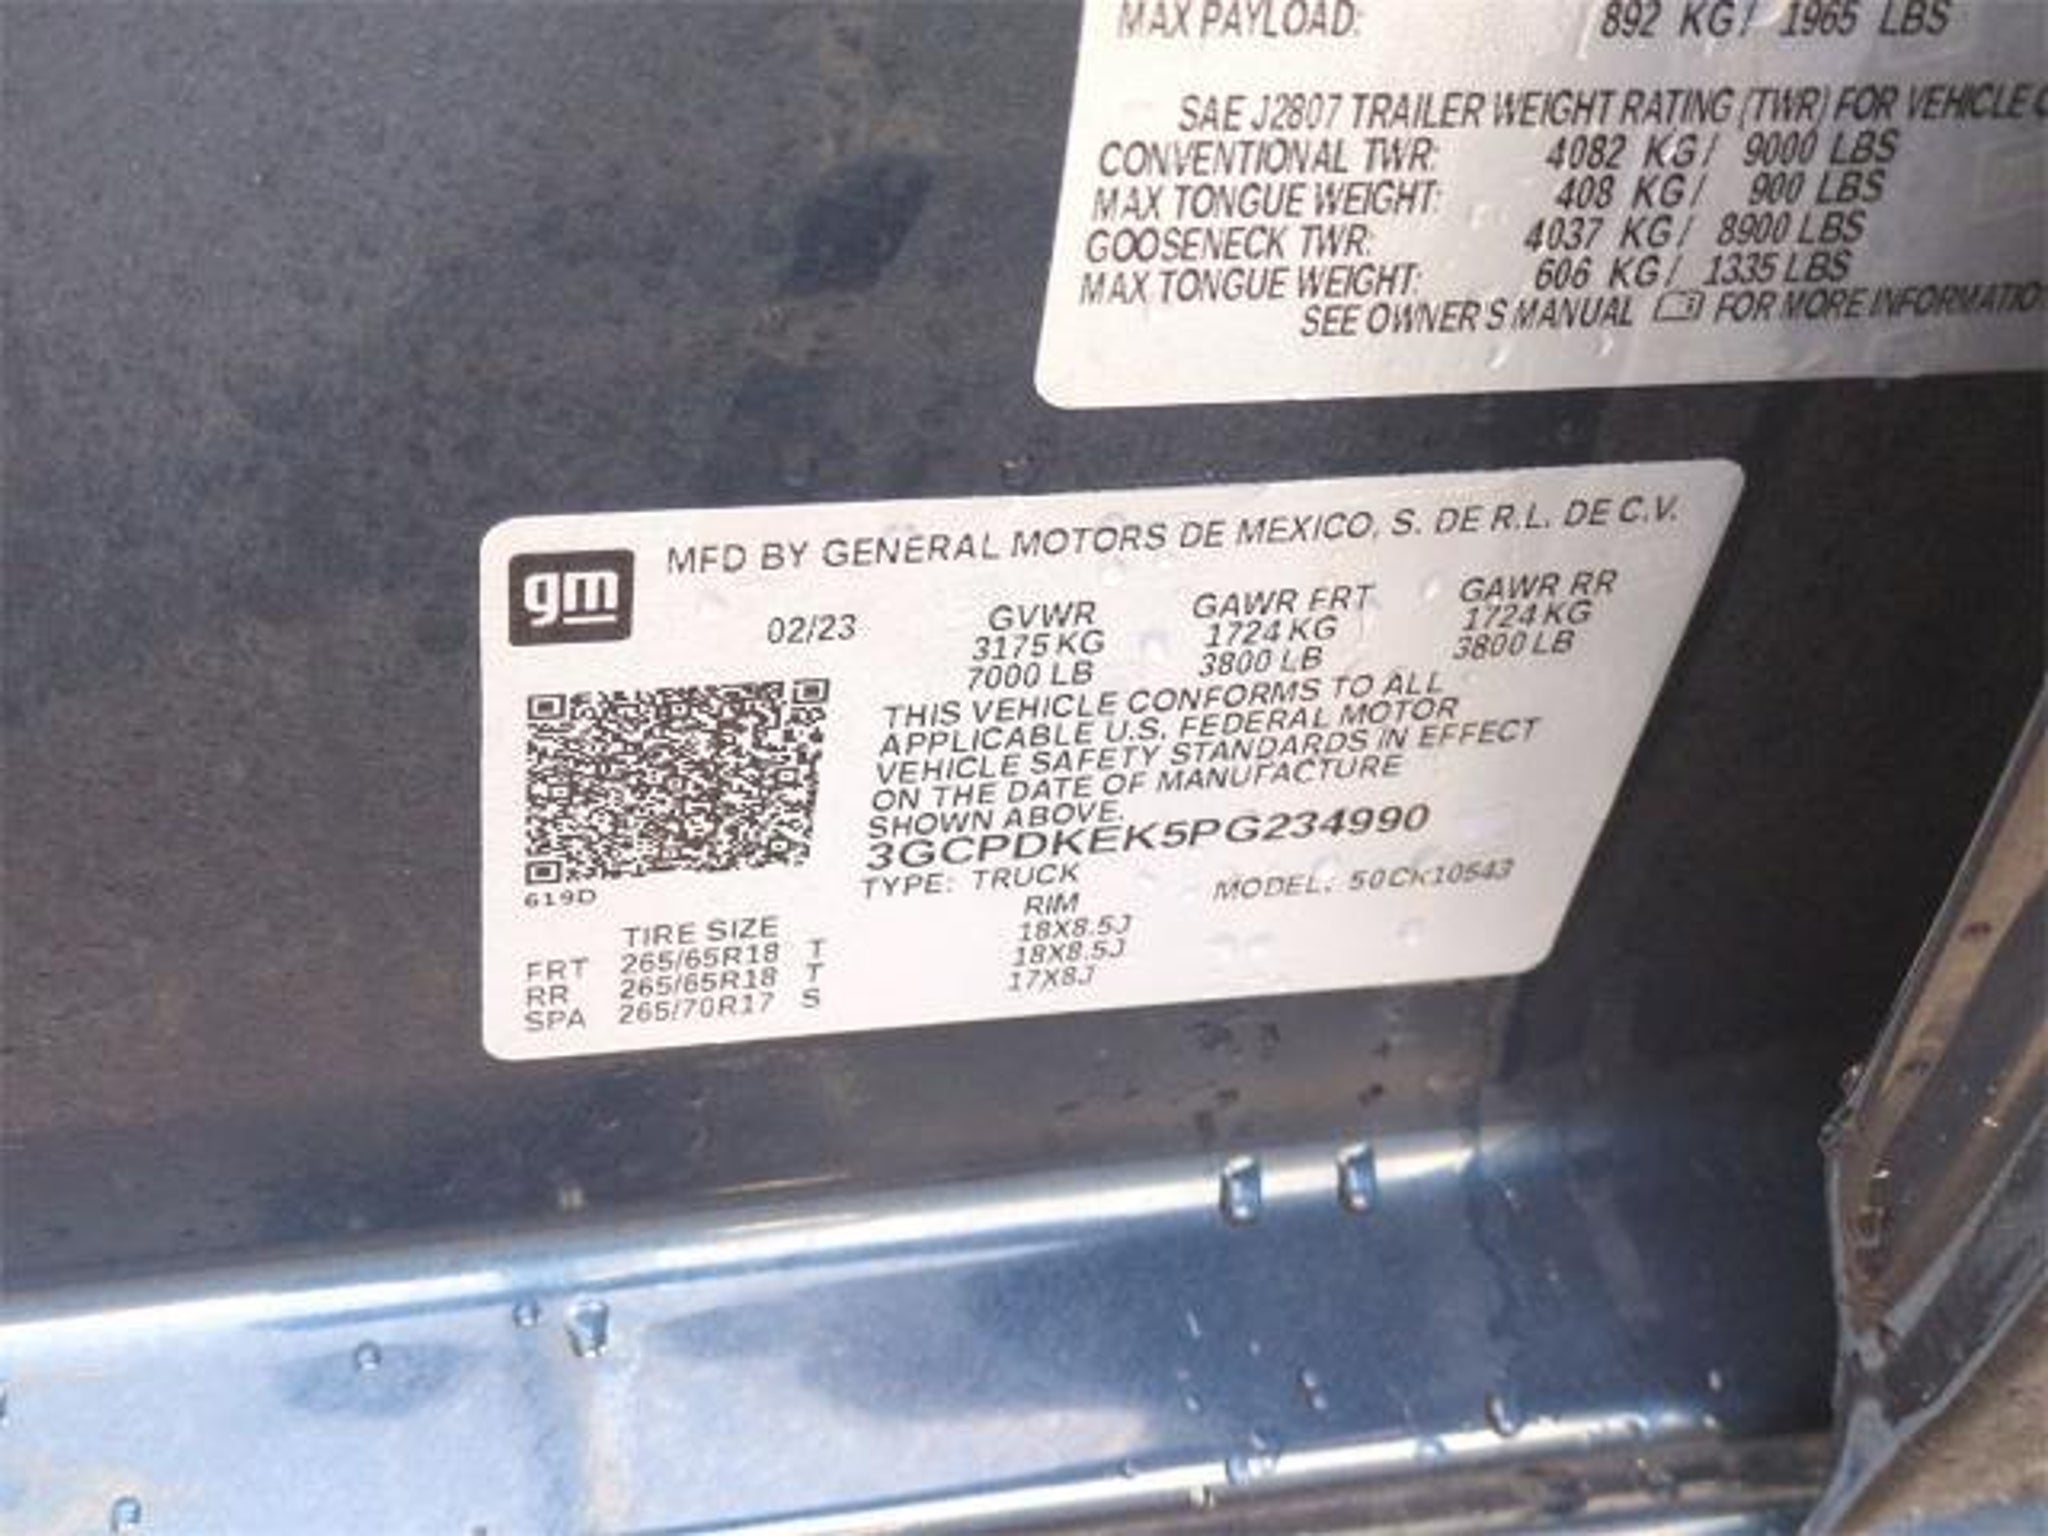 MAX PAYLOAD: 892 KG / 1965 LBS
SAE J2807 TRAILER WEIGHT RATING (TWR) FOR VEHICLE
CONVENTIONAL TWR: 4082 KG / 9000 LBS
MAX TONGUE WEIGHT: 408 KG / 900 LBS
GOOSENECK TWR: 4037 KG / 8900 LBS
MAX TONGUE WEIGHT: 606 KG / 1335 LBS
SEE OWNER'S MANUAL FOR MORE INFORMATION
gm
MFD BY GENERAL MOTORS DE MEXICO, S. DE R.L. DE C.V.
02/23 GVWR GAWR FRT GAWR RR
3175 KG 1724 KG 1724 KG
7000 LB 3800 LB 3800 LB
THIS VEHICLE CONFORMS TO ALL
APPLICABLE U.S. FEDERAL MOTOR
VEHICLE SAFETY STANDARDS IN EFFECT
ON THE DATE OF MANUFACTURE
SHOWN ABOVE.
3GCPDKEK5PG234990
TYPE: TRUCK MODEL: 50CK10543
619D
TIRE SIZE RIM
FRT 265/65R18 T 18X8.5J
RR 265/65R18 T 18X8.5J
SPA 265/70R17 S 17X8J